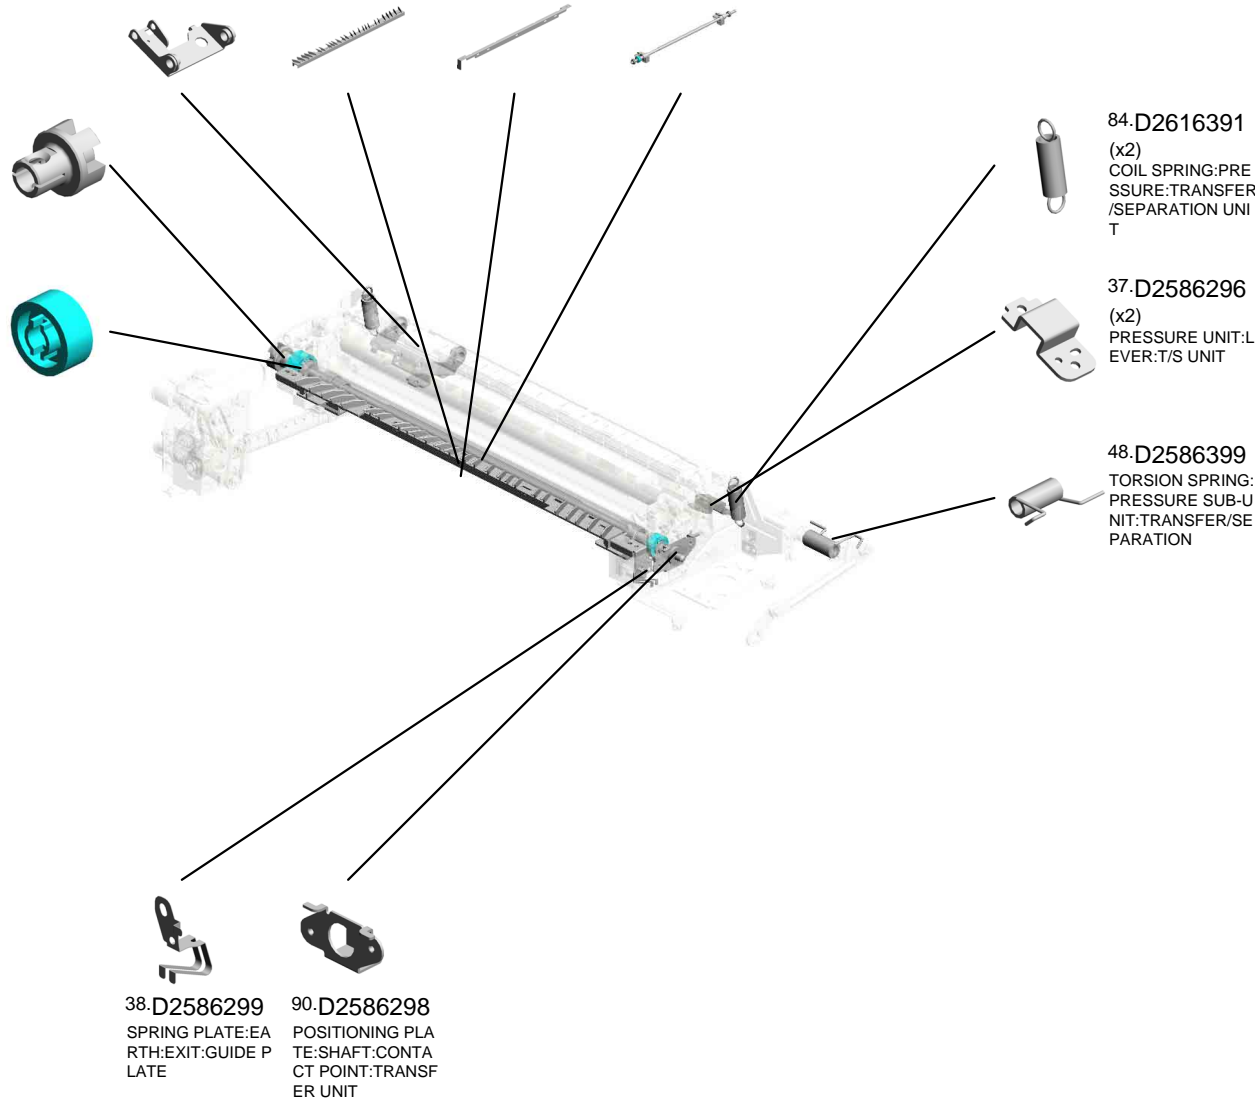 84.D2616391
(x2)
COIL SPRING:PRE
SSURE:TRANSFER
/SEPARATION UNI
T
37.D2586296
(x2)
PRESSURE UNIT:L
EVER:T/S UNIT
48.D2586399
TORSION SPRING:
PRESSURE SUB-U
NIT:TRANSFER/SE
PARATION
38.D2586299
SPRING PLATE:EA
RTH:EXIT:GUIDE P
LATE
90.D2586298
POSITIONING PLA
TE:SHAFT:CONTA
CT POINT:TRANSF
ER UNIT